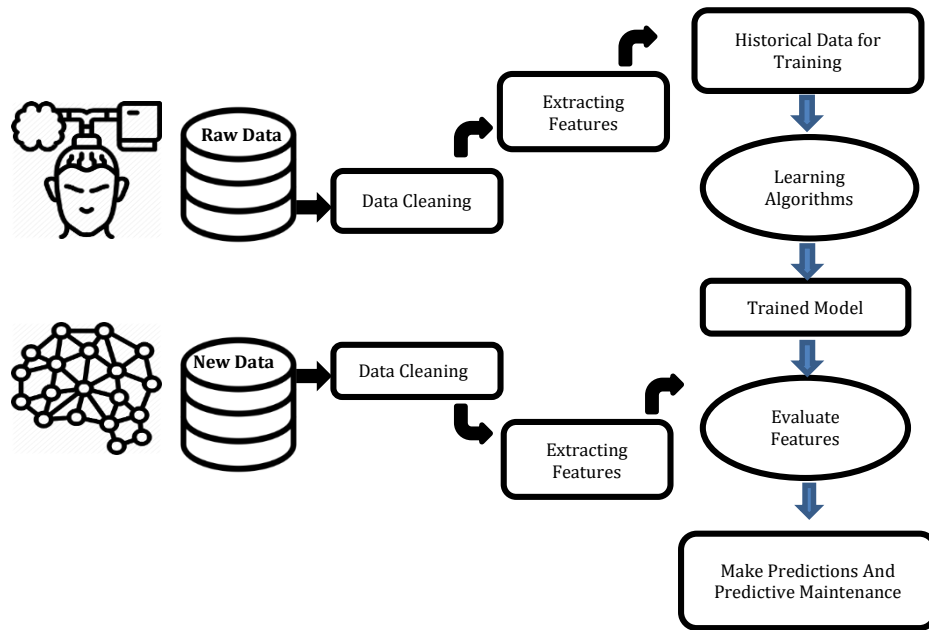 Historical Data for
Training
Extracting
Features
Raw Data
Data Cleaning
Learning
Algorithms
Trained Model
New Data
Data Cleaning
Extracting
Features
Evaluate
Features
Make Predictions And
Predictive Maintenance